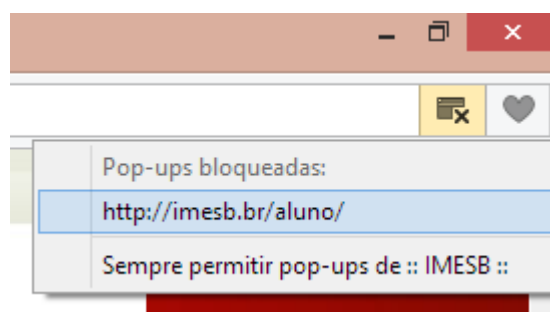 Pop-ups bloqueadas:
http://imesb.br/aluno/
Sempre permitir pop-ups de :: IMESB ::